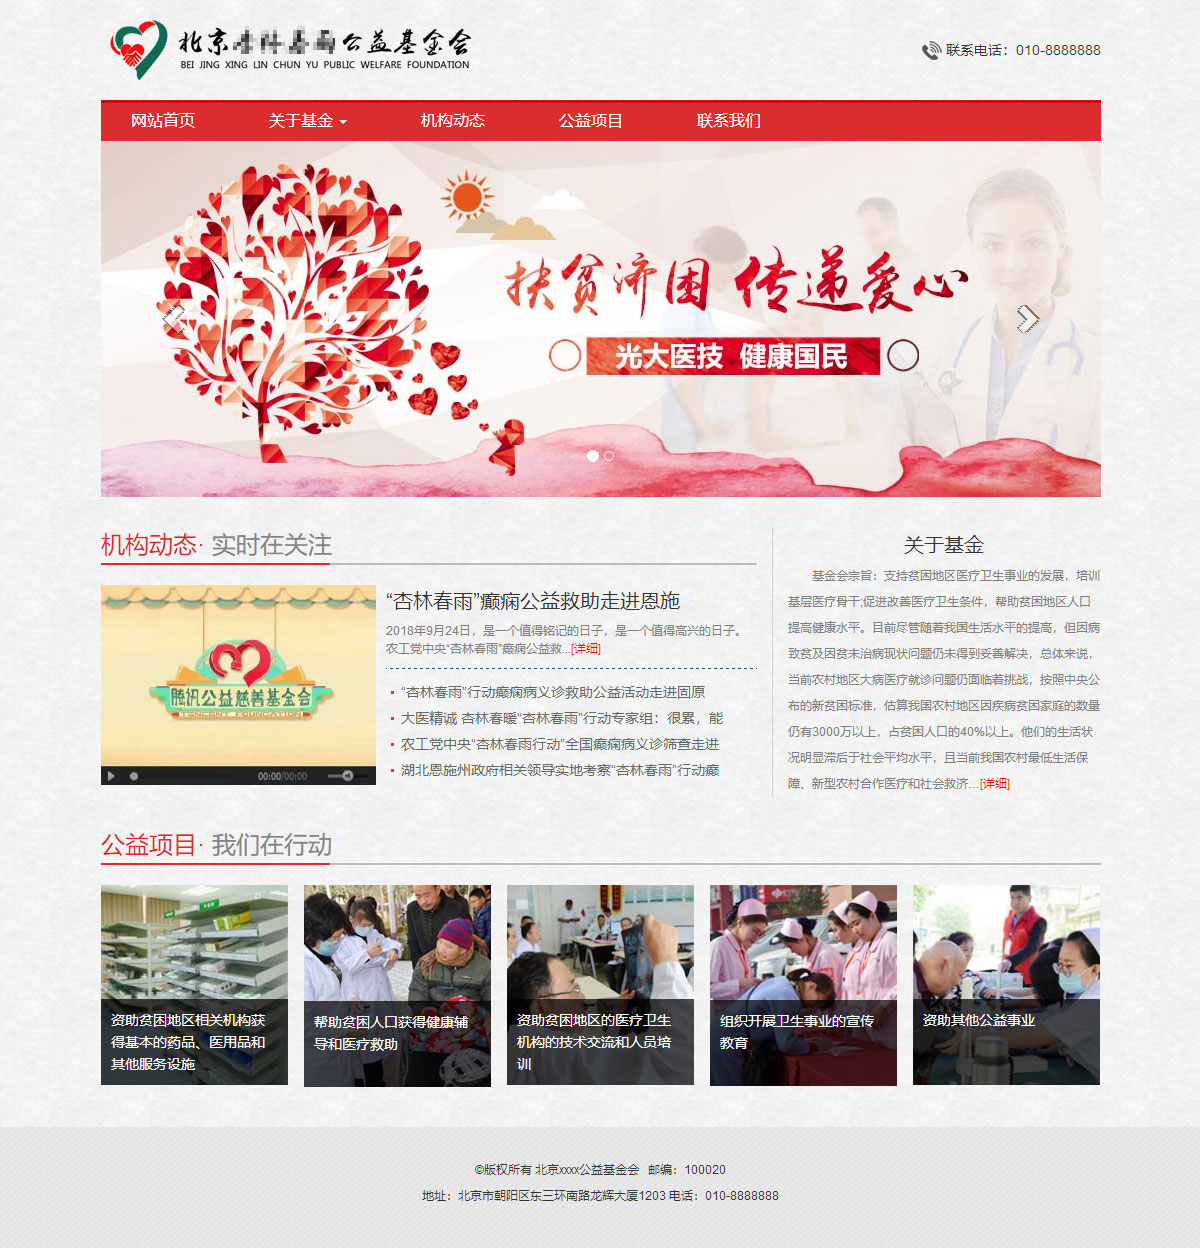 北京 公益基金会
BEI JING XING LIN CHUN YU PUBLIC WELFARE FOUNDATION
联系电话：010-8888888
网站首页 关于基金 机构动态 公益项目 联系我们
扶贫济困 传递爱心
光大医技 健康国民
机构动态· 实时在关注
腾讯公益慈善基金会
TENCENT FOUNDATION
00:00/00:00
“杏林春雨”癫痫公益救助走进恩施
2018年9月24日，是一个值得铭记的日子，是一个值得高兴的日子。
农工党中央“杏林春雨”癫痫公益救...[详细]
“杏林春雨”行动癫痫病义诊救助公益活动走进固原
大医精诚 杏林春暖“杏林春雨”行动专家组：很累，能
农工党中央“杏林春雨行动”全国癫痫病义诊筛查走进
湖北恩施州政府相关领导实地考察“杏林春雨”行动癫
关于基金
基金会宗旨：支持贫困地区医疗卫生事业的发展，培训
基层医疗骨干;促进改善医疗卫生条件，帮助贫困地区人口
提高健康水平。目前尽管随着我国生活水平的提高，但因病
致贫及因贫未治病现状问题仍未得到妥善解决，总体来说，
当前农村地区大病医疗就诊问题仍面临着挑战，按照中央公
布的新贫困标准，估算我国农村地区因疾病贫困家庭的数量
仍有3000万以上，占贫困人口的40%以上。他们的生活状
况明显滞后于社会平均水平，且当前我国农村最低生活保
障、新型农村合作医疗和社会救济...[详细]
公益项目· 我们在行动
资助贫困地区相关机构获
得基本的药品、医用品和
其他服务设施
帮助贫困人口获得健康辅
导和医疗救助
资助贫困地区的医疗卫生
机构的技术交流和人员培
训
组织开展卫生事业的宣传
教育
资助其他公益事业
©版权所有 北京xxxx公益基金会 邮编：100020
地址：北京市朝阳区东三环南路龙辉大厦1203 电话：010-8888888